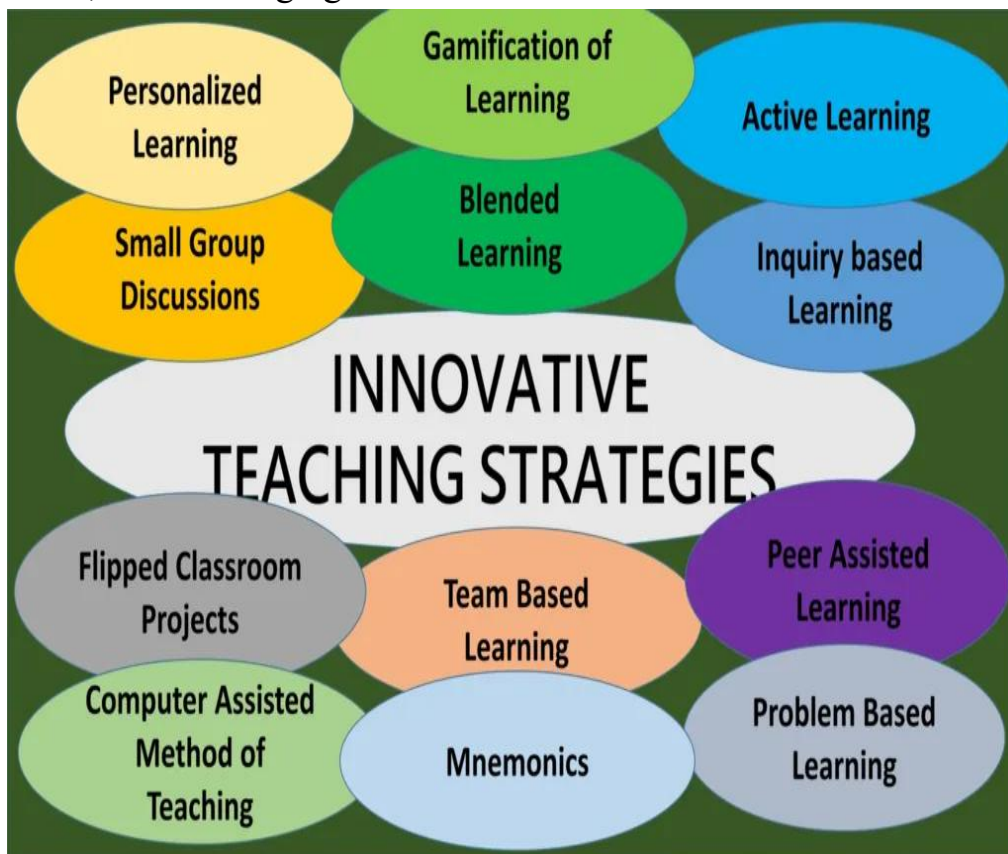 Personalized
Learning
Gamification of
Learning
Active Learning
Small Group
Discussions
Blended
Learning
Inquiry based
Learning
INNOVATIVE
TEACHING STRATEGIES
Flipped Classroom
Projects
Team Based
Learning
Peer Assisted
Learning
Computer Assisted
Method of
Teaching
Mnemonics
Problem Based
Learning